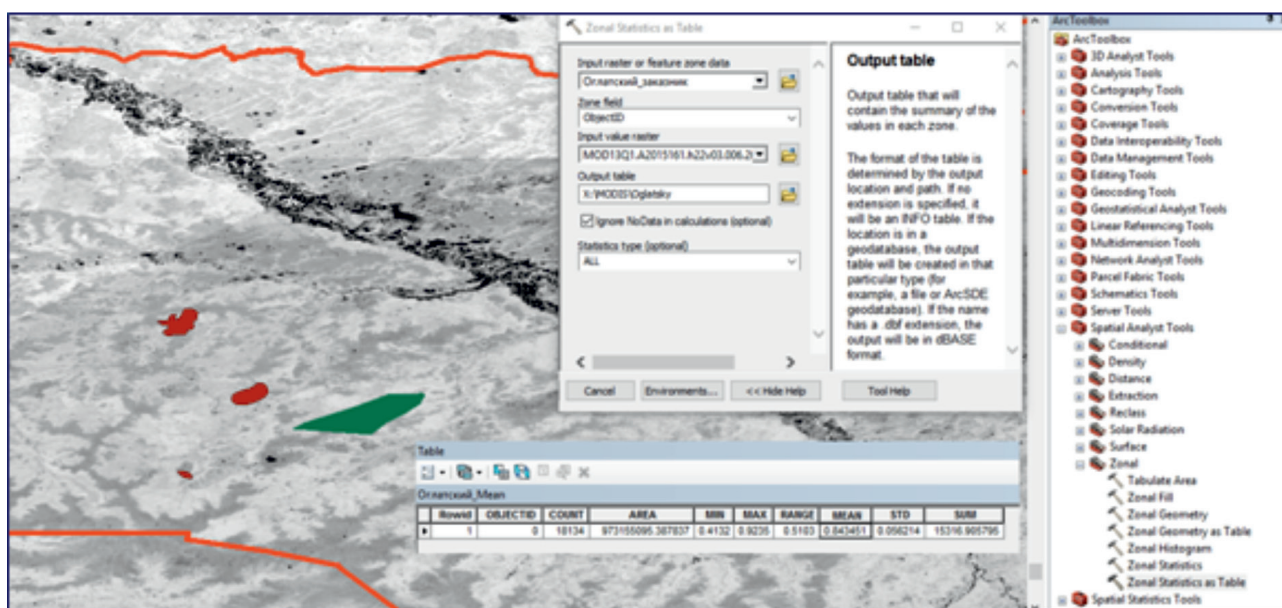 Zonal Statistics as Table
Input raster or feature zone data
Оглатский_заказник
Zone field
ObjectID
Input value raster
MOD13Q1.A2015161.h22v03.006.2(
Output table
X:\MODIS\Oglatsky
Ignore NoData in calculations (optional)
Statistics type (optional)
ALL
Output table
Output table that will
contain the summary of the
values in each zone.
The format of the table is
determined by the output
location and path. If no
extension is specified, it
will be an INFO table. If the
location is in a
geodatabase, the output
table will be created in that
particular type (for
example, a file or ArcSDE
geodatabase). If the name
has a .dbf extension, the
output will be in dBASE
format.
Cancel
Environments...
<< Hide Help
Tool Help
Table
Оглатский_Mean
Rowid OBJECTID COUNT AREA MIN MAX RANGE MEAN STD SUM
1 0 18134 973155095.387837 0.4132 0.9235 0.5103 0.843451 0.056214 15316.905795
ArcToolbox
ArcToolbox
3D Analyst Tools
Analysis Tools
Cartography Tools
Conversion Tools
Coverage Tools
Data Interoperability Tools
Data Management Tools
Editing Tools
Geocoding Tools
Geostatistical Analyst Tools
Linear Referencing Tools
Multidimension Tools
Network Analyst Tools
Parcel Fabric Tools
Schematics Tools
Server Tools
Spatial Analyst Tools
Conditional
Density
Distance
Extraction
Reclass
Solar Radiation
Surface
Zonal
Tabulate Area
Zonal Fill
Zonal Geometry
Zonal Geometry as Table
Zonal Histogram
Zonal Statistics
Zonal Statistics as Table
Spatial Statistics Tools